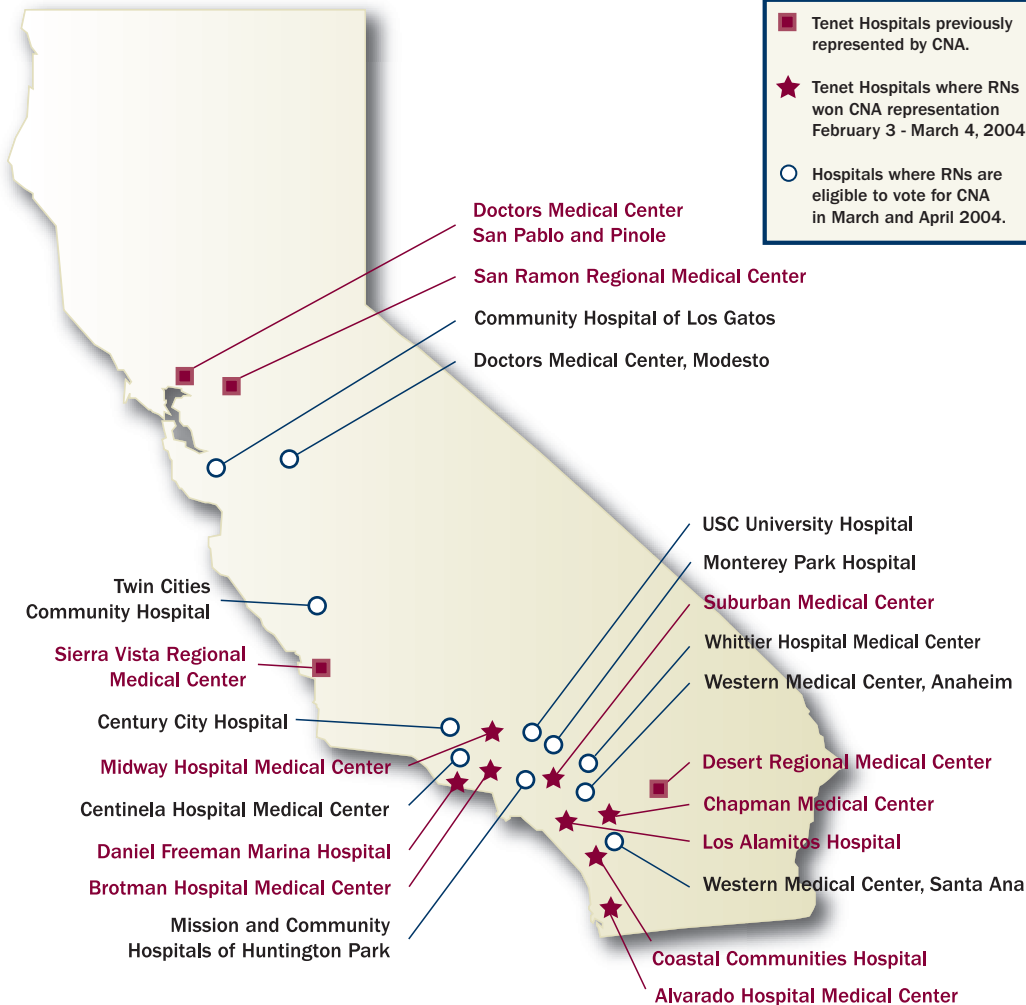 Tenet Hospitals previously
represented by CNA.
Tenet Hospitals where RNs
won CNA representation
February 3 - March 4, 2004
Hospitals where RNs are
eligible to vote for CNA
in March and April 2004.
Doctors Medical Center
San Pablo and Pinole
San Ramon Regional Medical Center
Community Hospital of Los Gatos
Doctors Medical Center, Modesto
USC University Hospital
Monterey Park Hospital
Suburban Medical Center
Whittier Hospital Medical Center
Western Medical Center, Anaheim
Twin Cities
Community Hospital
Sierra Vista Regional
Medical Center
Century City Hospital
Midway Hospital Medical Center
Centinela Hospital Medical Center
Daniel Freeman Marina Hospital
Brotman Hospital Medical Center
Mission and Community
Hospitals of Huntington Park
Desert Regional Medical Center
Chapman Medical Center
Los Alamitos Hospital
Western Medical Center, Santa Ana
Coastal Communities Hospital
Alvarado Hospital Medical Center